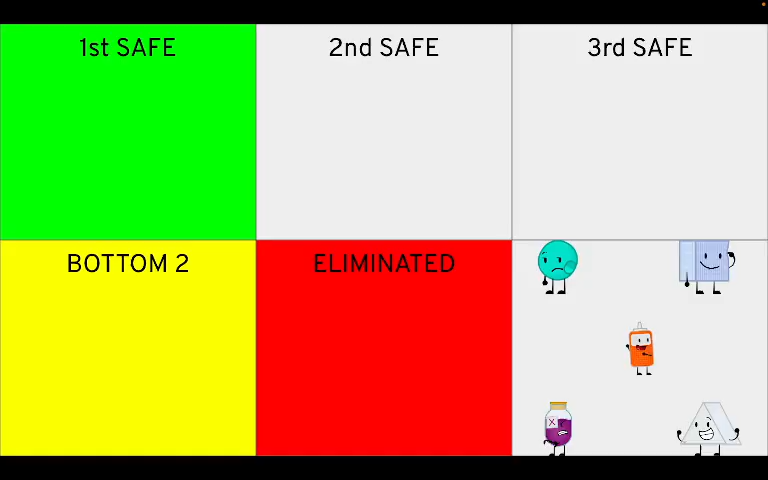 1st SAFE
2nd SAFE
3rd SAFE
BOTTOM 2
ELIMINATED